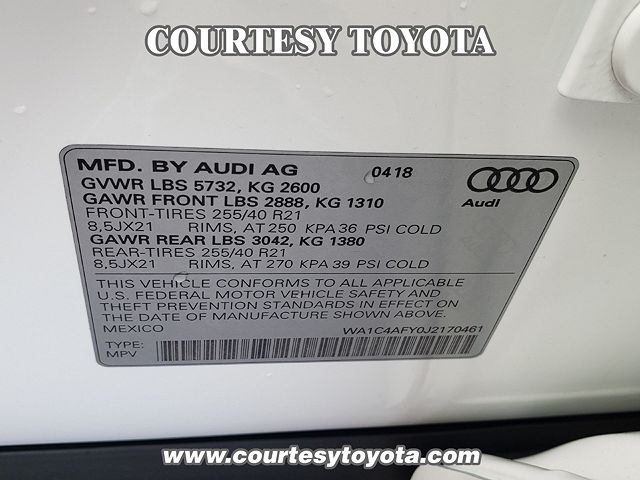 COURTESY TOYOTA
MFD. BY AUDI AG 0418
GVWR LBS 5732, KG 2600
GAWR FRONT LBS 2888, KG 1310
FRONT-TIRES 255/40 R21
8,5JX21 RIMS, AT 250 KPA 36 PSI COLD
GAWR REAR LBS 3042, KG 1380
REAR-TIRES 255/40 R21
8,5JX21 RIMS, AT 270 KPA 39 PSI COLD
Audi
THIS VEHICLE CONFORMS TO ALL APPLICABLE
U.S. FEDERAL MOTOR VEHICLE SAFETY AND
THEFT PREVENTION STANDARDS IN EFFECT ON
THE DATE OF MANUFACTURE SHOWN ABOVE.
MEXICO WA1C4AFY0J2170461
TYPE:
MPV
www.courtesytoyota.com